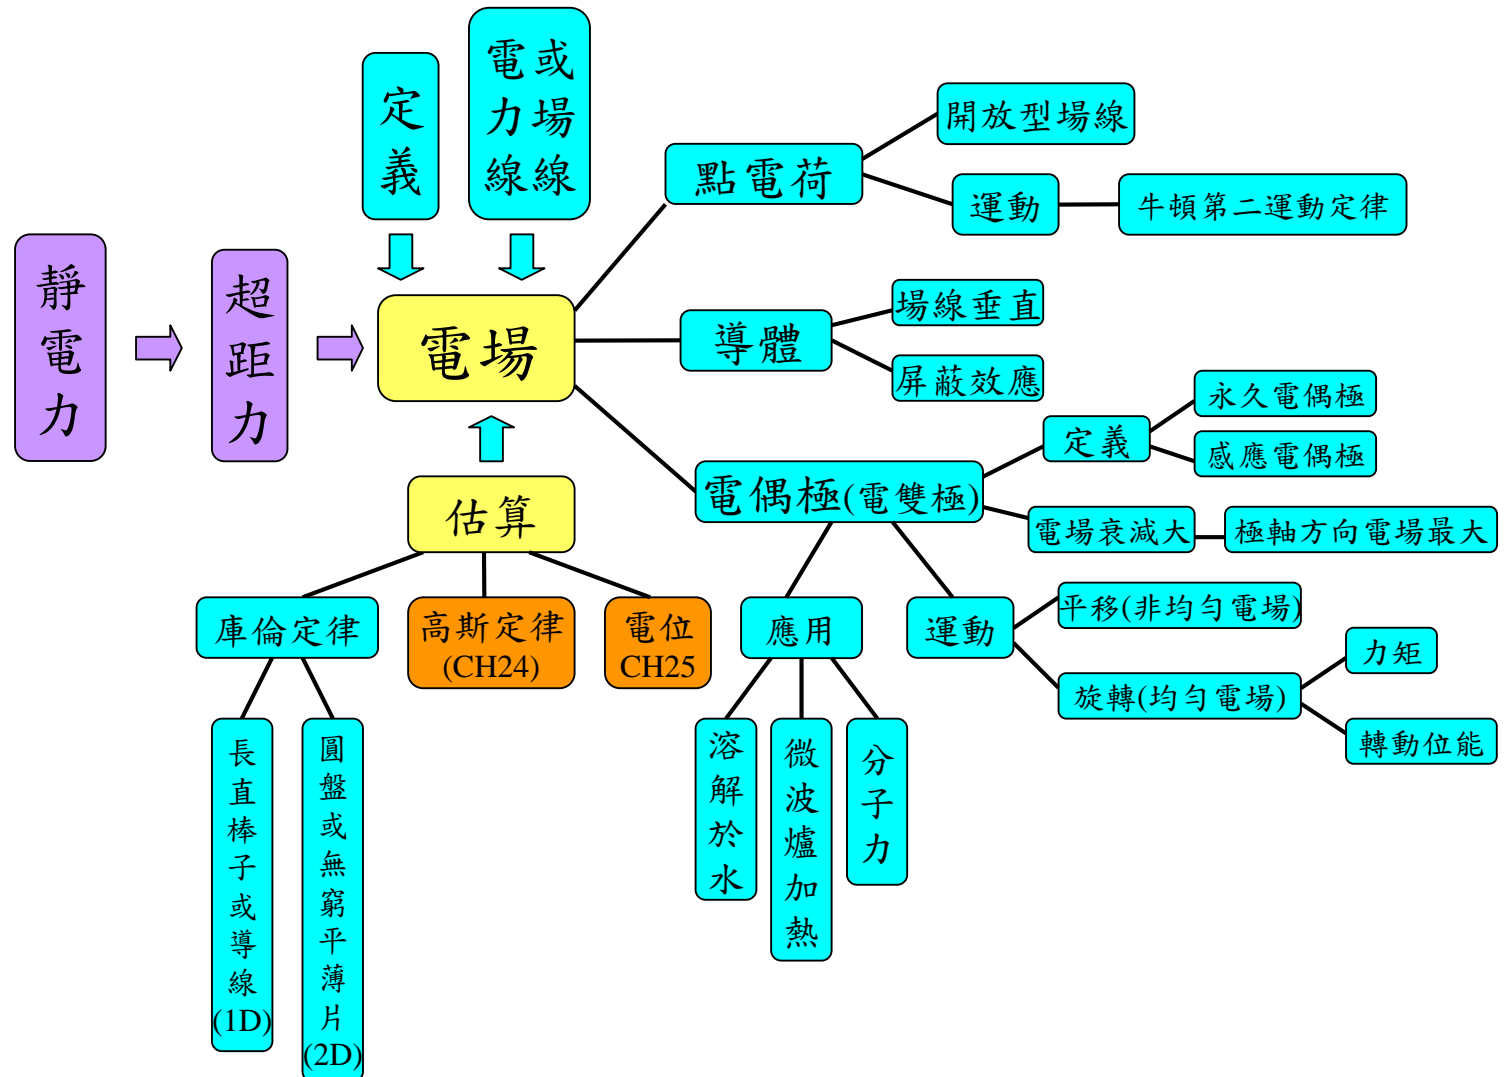 靜電力
超距力
定義
電力線
或場線
電場
估算
庫倫定律
長直棒子或導線
(1D)
圓盤或無窮平薄片
(2D)
高斯定律
(CH24)
電位
CH25
點電荷
開放型場線
運動
牛頓第二運動定律
導體
場線垂直
屏蔽效應
電偶極(電雙極)
定義
永久電偶極
感應電偶極
電場衰減大
極軸方向電場最大
應用
溶解於水
微波爐加熱
分子力
運動
平移(非均勻電場)
旋轉(均勻電場)
力矩
轉動位能